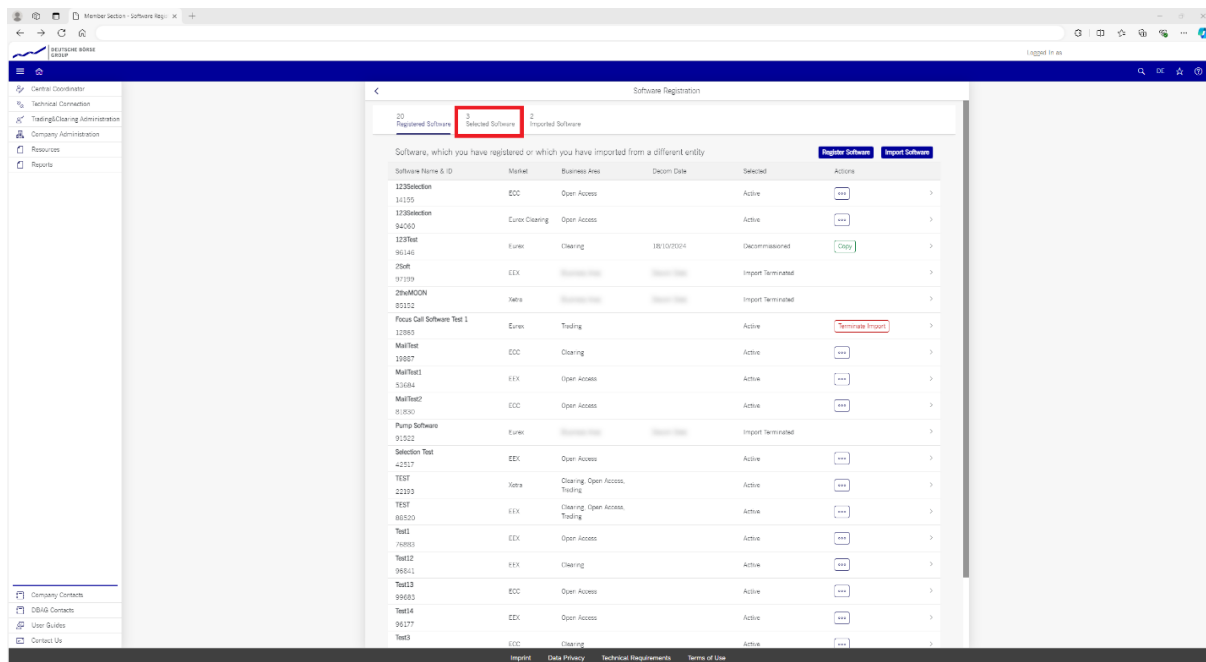 Member Section - Software Regi
DEUTSCHE BÖRSE
GROUP
Logged in as
DE
Central Coordinator
Technical Connection
Trading&Clearing Administration
Company Administration
Resources
Reports
Software Registration
20
Registered Software
3
Selected Software
2
Imported Software
Software, which you have registered or which you have imported from a different entity
Register Software Import Software
Software Name & ID Market Business Area Decom Date Selected Actions
123Selection
14155
ECC Open Access Active
123Selection
94060
Eurex Clearing Open Access Active
123Test
96146
Eurex Clearing 18/10/2024 Decommissioned Copy
2Soft
97199
EEX Import Terminated
2theMOON
85152
Xetra Import Terminated
Focus Call Software Test 1
12865
Eurex Trading Active Terminate Import
MailTest
19887
ECC Clearing Active
MailTest1
53684
EEX Open Access Active
MailTest2
81830
ECC Open Access Active
Pump Software
91522
Eurex Import Terminated
Selection Test
42517
EEX Open Access Active
TEST
22193
Xetra Clearing, Open Access,
Trading Active
TEST
86520
EEX Clearing, Open Access,
Trading Active
Test1
76883
EEX Open Access Active
Test12
96841
EEX Clearing Active
Test13
99683
ECC Open Access Active
Test14
96177
EEX Open Access Active
Test3
ECC Clearing Active
Company Contacts
DBAG Contacts
User Guides
Contact Us
Imprint Data Privacy Technical Requirements Terms of Use